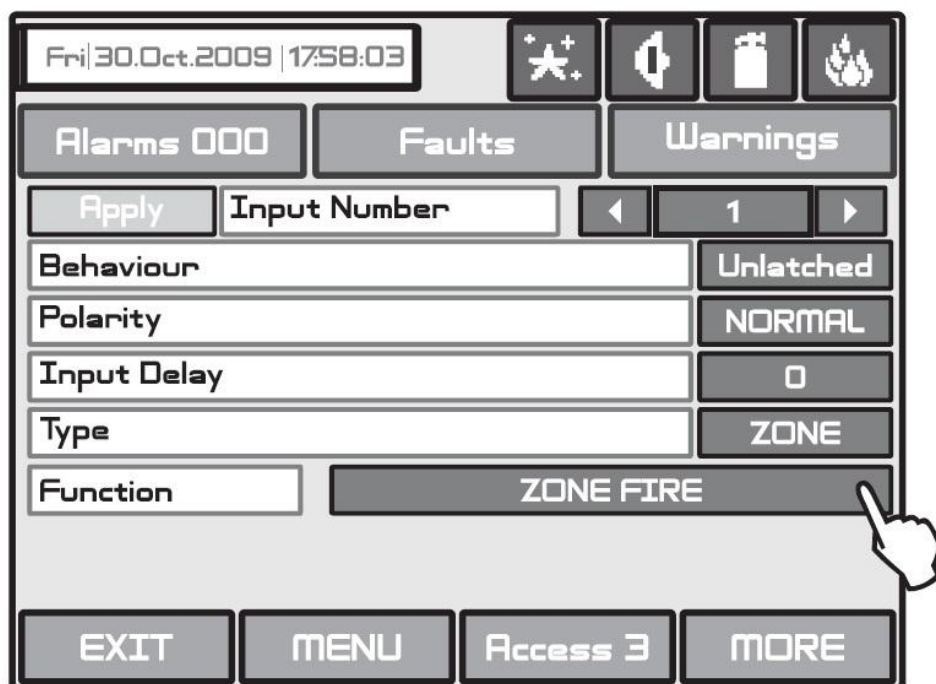 Fri 30.Oct.2009 17:58:03
Alarms 000 Faults Warnings
Apply Input Number 1
Behaviour Unlatched
Polarity NORMAL
Input Delay 0
Type ZONE
Function ZONE FIRE
EXIT MENU Access 3 MORE